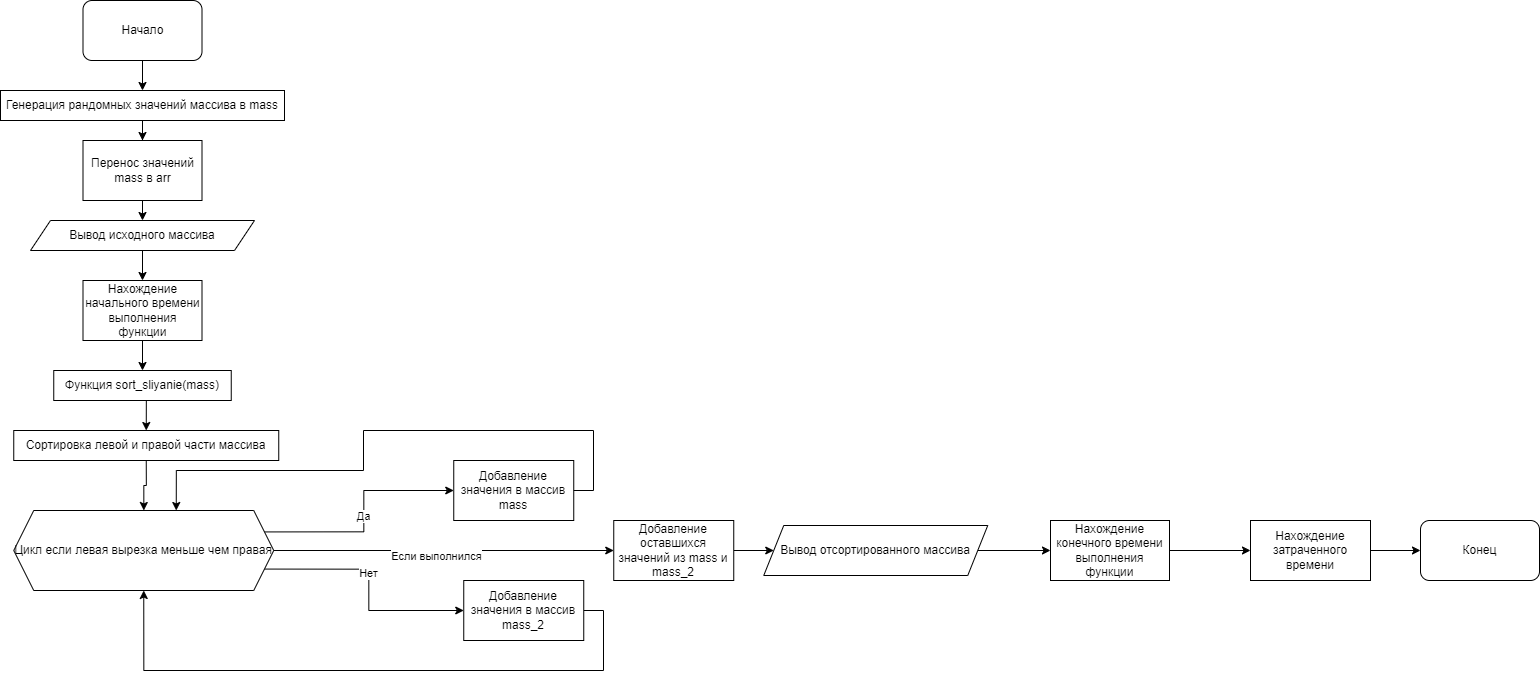 Начало
Генерация рандомных значений массива в mass
Перенос значений
mass в arr
Вывод исходного массива
Нахождение
начального времени
выполнения
функции
Функция sort_sliyanie(mass)
Сортировка левой и правой части массива
Цикл если левая вырезка меньше чем правая
Да
Добавление
значения в массив
mass
Если выполнился
Нет
Добавление
значения в массив
mass_2
Добавление
оставшихся
значений из mass и
mass_2
Вывод отсортированного массива
Нахождение
конечного времени
выполнения
функции
Нахождение
затраченного
времени
Конец